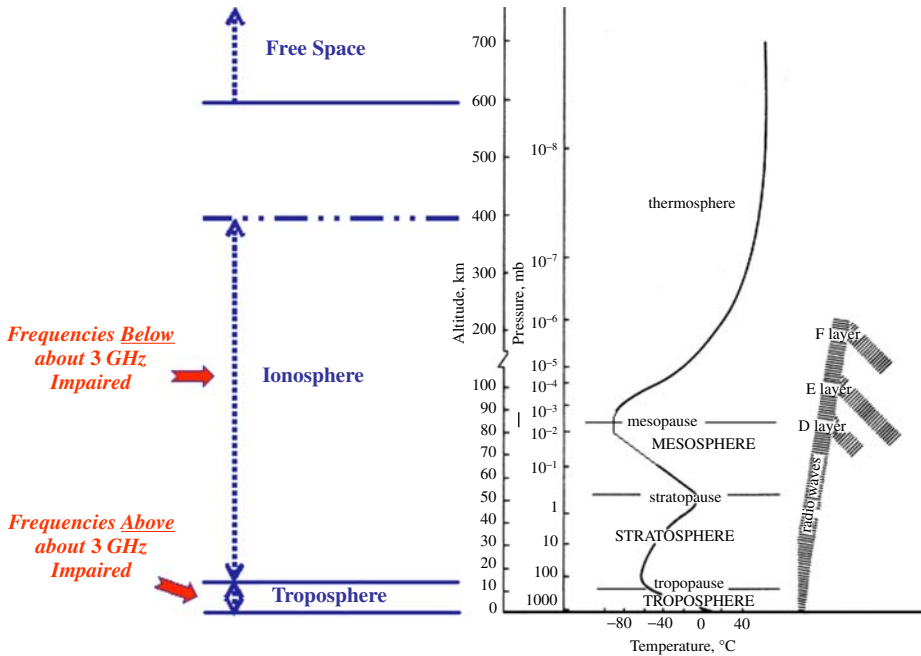 Free Space
Frequencies Below
about 3 GHz
Impaired
Ionosphere
Frequencies Above
about 3 GHz
Impaired
Troposphere
Altitude, km
700
600
500
400
300
200
100
90
80
70
60
50
40
30
20
10
0
Pressure, mb
10⁻⁸
10⁻⁷
10⁻⁶
10⁻⁵
10⁻⁴
10⁻³
10⁻²
10⁻¹
1
10
100
1000
thermosphere
mesopause
MESOSPHERE
stratopause
STRATOSPHERE
tropopause
TROPOSPHERE
F layer
E layer
D layer
radio waves
−80
−40
0
40
Temperature, °C